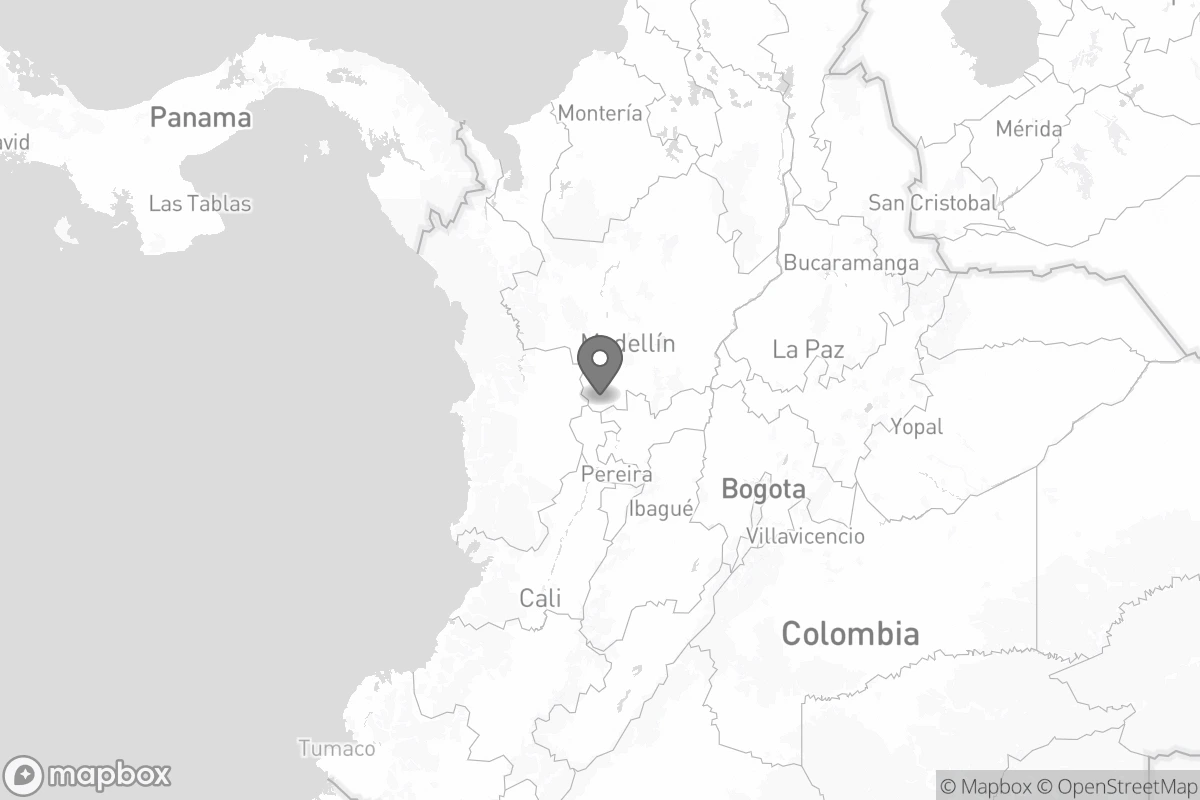 Montería
Panama
Mérida
avid
Las Tablas
San Cristobal
Bucaramanga
Medellín
La Paz
Yopal
Pereira
Bogota
Ibagué
Villavicencio
Cali
Colombia
Tumaco
mapbox
© Mapbox © OpenStreetMap